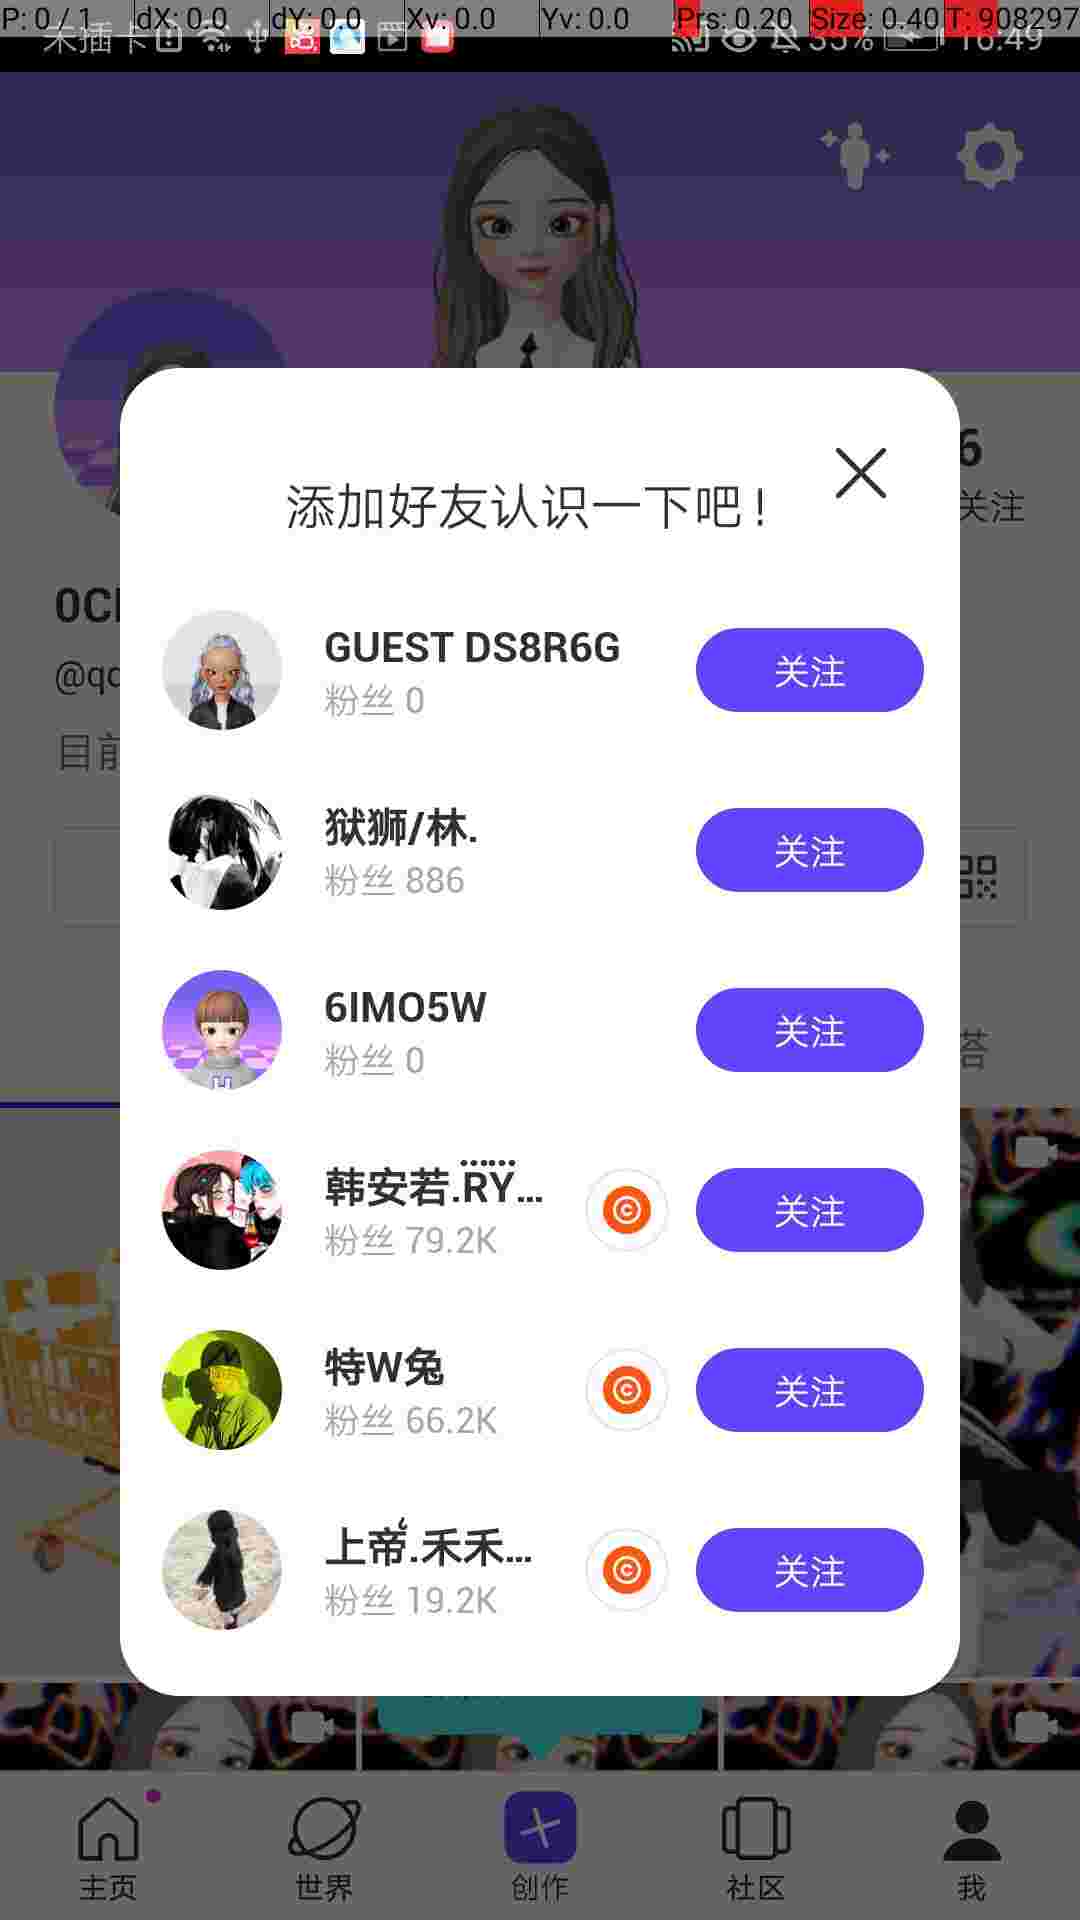 P: 0 / 1 dX: 0.0 dY: 0.0 Xv: 0.0 Yv: 0.0 Prs: 0.20 Size: 0.40 T: 908297
未插卡 35% 16:49
6
关注
添加好友认识一下吧!
GUEST DS8R6G
粉丝 0
关注
狱狮/林.
粉丝 886
关注
6IMO5W
粉丝 0
关注
韩安若.RY...
粉丝 79.2K
关注
特W兔
粉丝 66.2K
关注
上帝.禾禾...
粉丝 19.2K
关注
目前
主页 世界 创作 社区 我